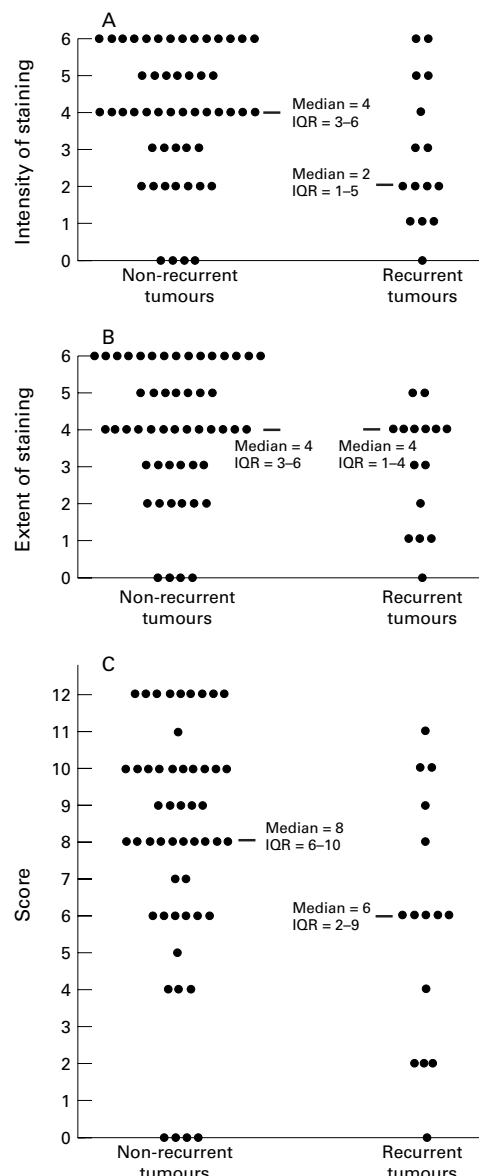 A
6
5
4
3
2
1
0
Intensity of staining
Median = 4
IQR = 3–6
Median = 2
IQR = 1–5
Non-recurrent
tumours
Recurrent
tumours
B
6
5
4
3
2
1
0
Extent of staining
Median = 4
IQR = 3–6
Median = 4
IQR = 1–4
Non-recurrent
tumours
Recurrent
tumours
C
12
11
10
9
8
7
6
5
4
3
2
1
0
Score
Median = 8
IQR = 6–10
Median = 6
IQR = 2–9
Non-recurrent
tumours
Recurrent
tumours